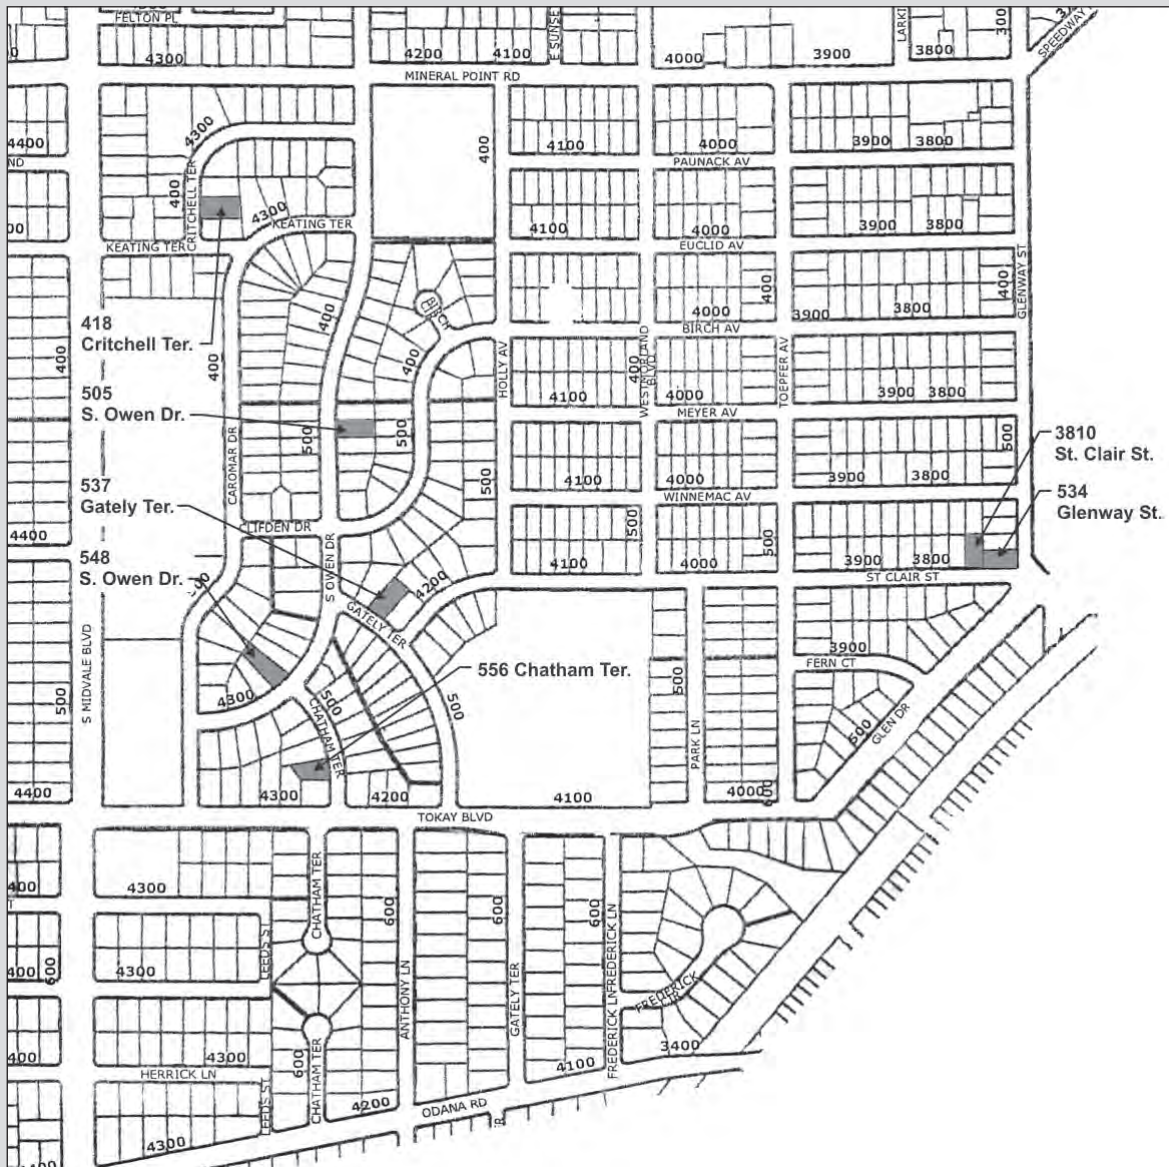 FELTON PL
4300
4200
4100
E SUNSE
4000
3900
LARKI
3800
300
SPEEDWAY
MINERAL POINT RD
4400
ND
4300
400
CRITCHELL TER
400
4100
4000
3900
3800
PAUNACK AV
4300
KEATING TER
KEATING TER
4100
4000
3900
3800
EUCLID AV
400
400
GLENWAY ST
4000
3900
3800
BIRCH
BIRCH AV
418
Critchell Ter.
400
400
400
400
HOLLY AV
400
WESTMORLAND
BLVD
TOEPFER AV
505
S. Owen Dr.
4100
4000
3900
3800
MEYER AV
CAROMAR DR
500
500
500
500
3810
St. Clair St.
537
Gately Ter.
4100
4000
3900
3800
WINNEMAC AV
534
Glenway St.
CLIFDEN DR
4400
500
500
548
S. Owen Dr.
S OWEN DR
4200
4100
4000
3900
3800
ST CLAIR ST
GATELY TER
S MIDVALE BLVD
500
4300
556 Chatham Ter.
500
CHATHAM TER
500
500
PARK LN
3900
FERN CT
500
GLEN DR
4400
4300
4200
4100
4000
600
TOKAY BLVD
400
4300
CHATHAM TER
600
600
600
400
600
4300
LEEDS ST
ANTHONY LN
GATELY TER
FREDERICK LN
FREDERICK LN
FREDERICK
CIR
400
4300
600
CHATHAM TER
3400
4100
HERRICK LN
LEEDS ST
4200
ODANA RD
4300
4400